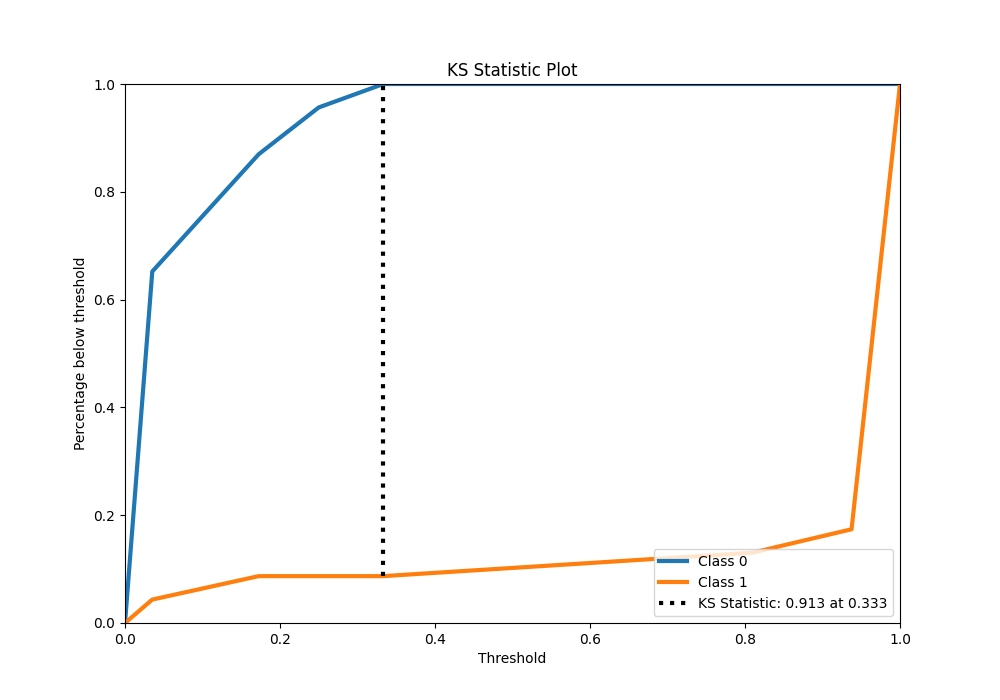 KS Statistic Plot
1.0
0.8
0.6
0.4
0.2
0.0
Percentage below threshold
0.0 0.2 0.4 0.6 0.8 1.0
Threshold
Class 0
Class 1
KS Statistic: 0.913 at 0.333